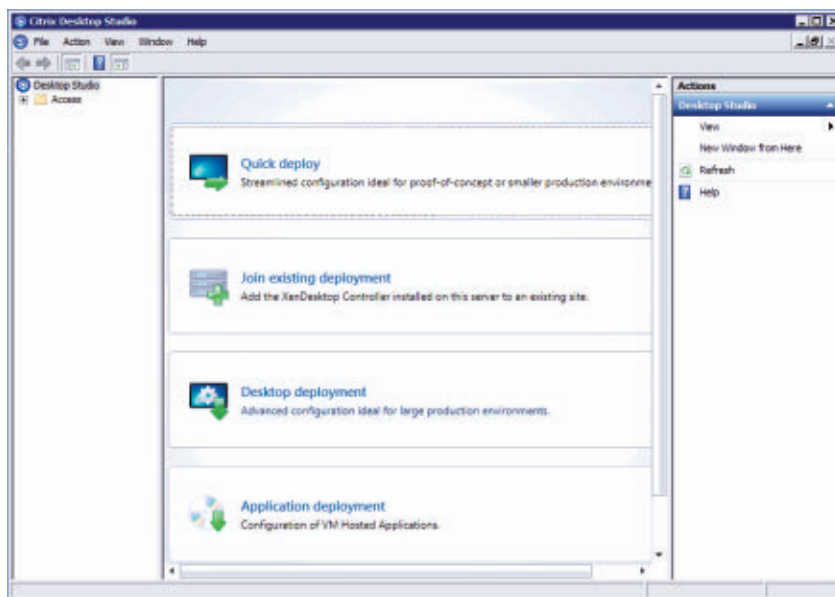 Citrix Desktop Studio
File Action View Window Help
Desktop Studio
Access
Quick deploy
Streamlined configuration ideal for proof-of-concept or smaller production environme
Join existing deployment
Add the XenDesktop Controller installed on this server to an existing site.
Desktop deployment
Advanced configuration ideal for large production environments.
Application deployment
Configuration of VM Hosted Applications.
Actions
Desktop Studio
View
New Window from Here
Refresh
Help